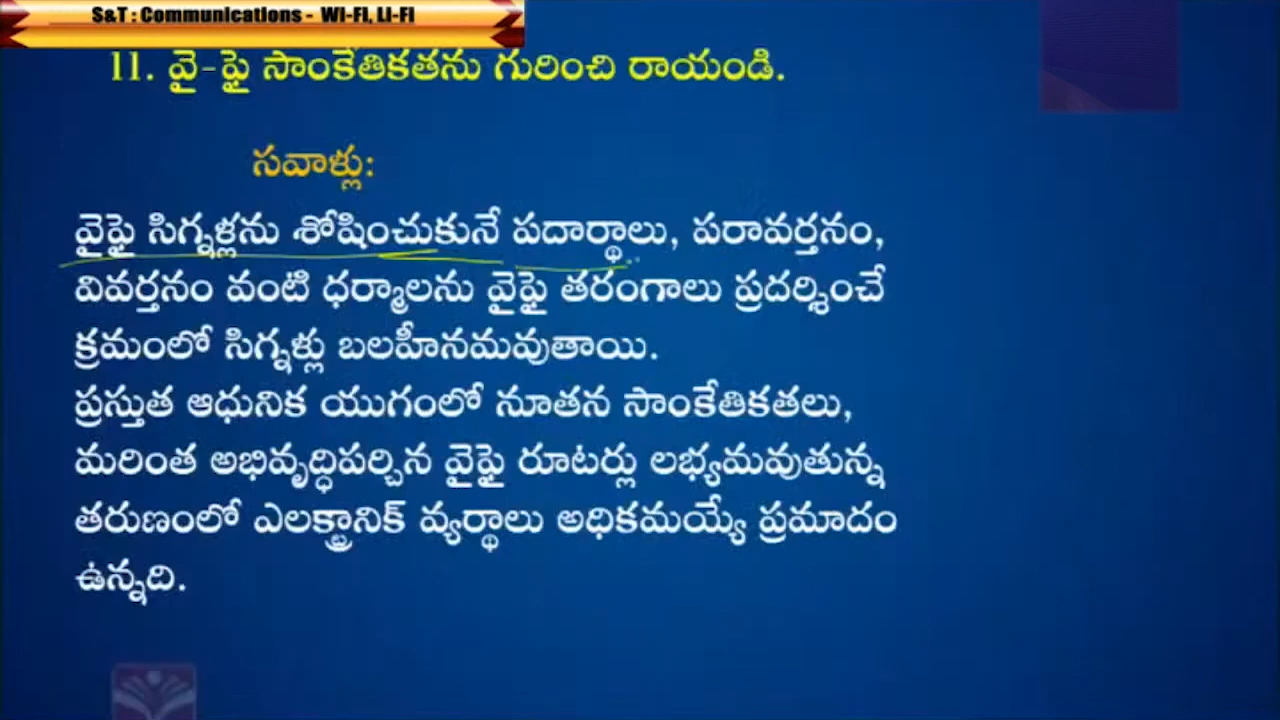 S&T : Communications - WI-FI, LI-FI
11. వై-ఫై సాంకేతికతను గురించి రాయండి.
సవాళ్లు:
వైఫై సిగ్నళ్లను శోషించుకునే పదార్థాలు, పరావర్తనం,
వివర్తనం వంటి ధర్మాలను వైఫై తరంగాలు ప్రదర్శించే
క్రమంలో సిగ్నళ్లు బలహీనమవుతాయి.
ప్రస్తుత ఆధునిక యుగంలో నూతన సాంకేతికతలు,
మరింత అభివృద్ధిపర్చిన వైఫై రూటర్లు లభ్యమవుతున్న
తరుణంలో ఎలక్ట్రానిక్ వ్యర్థాలు అధికమయ్యే ప్రమాదం
ఉన్నది.